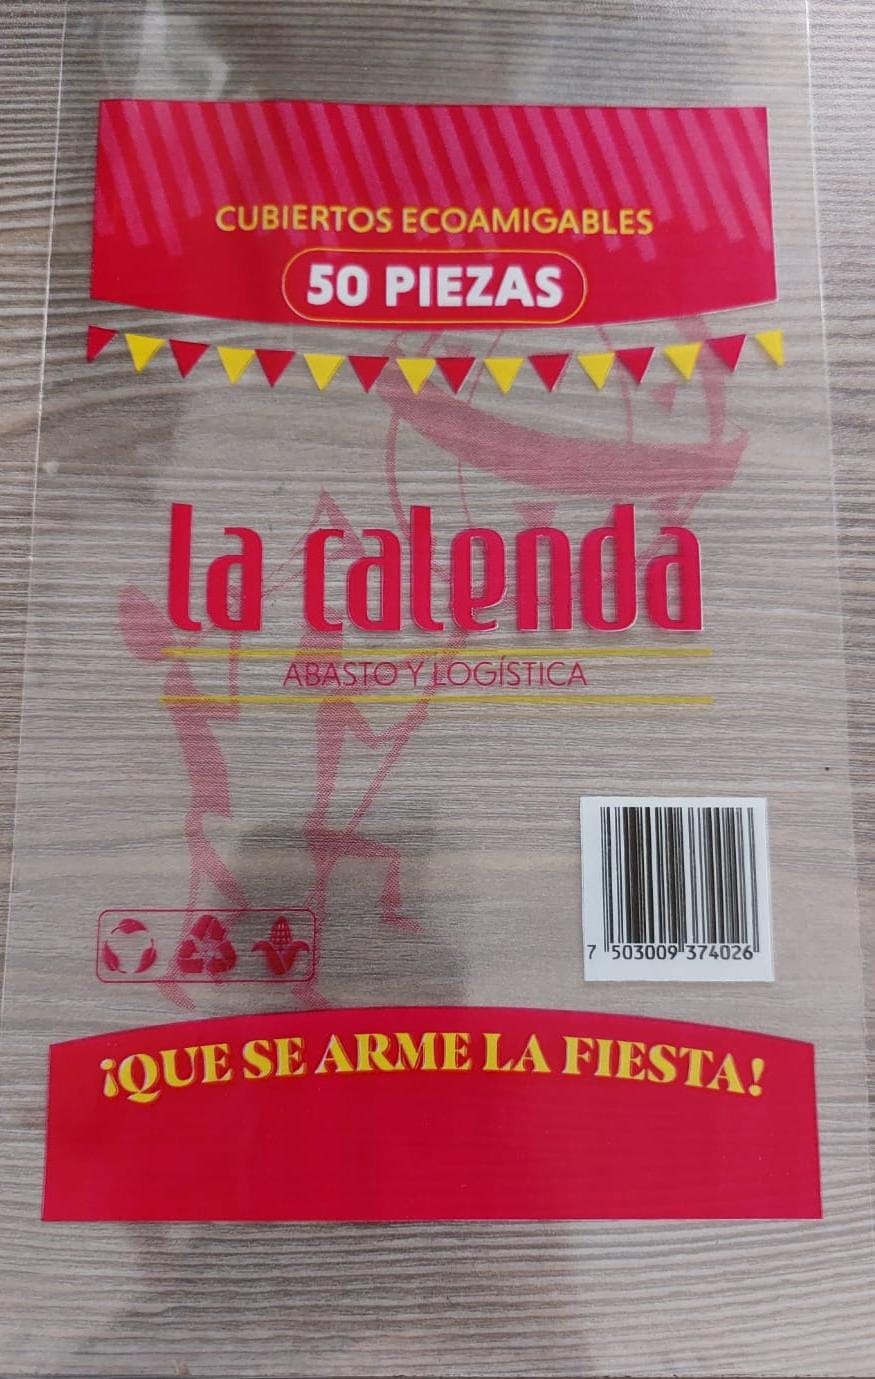 CUBIERTOS ECOAMIGABLES
50 PIEZAS
la calenda
ABASTO Y LOGÍSTICA
7 503009 374026
¡QUE SE ARME LA FIESTA!